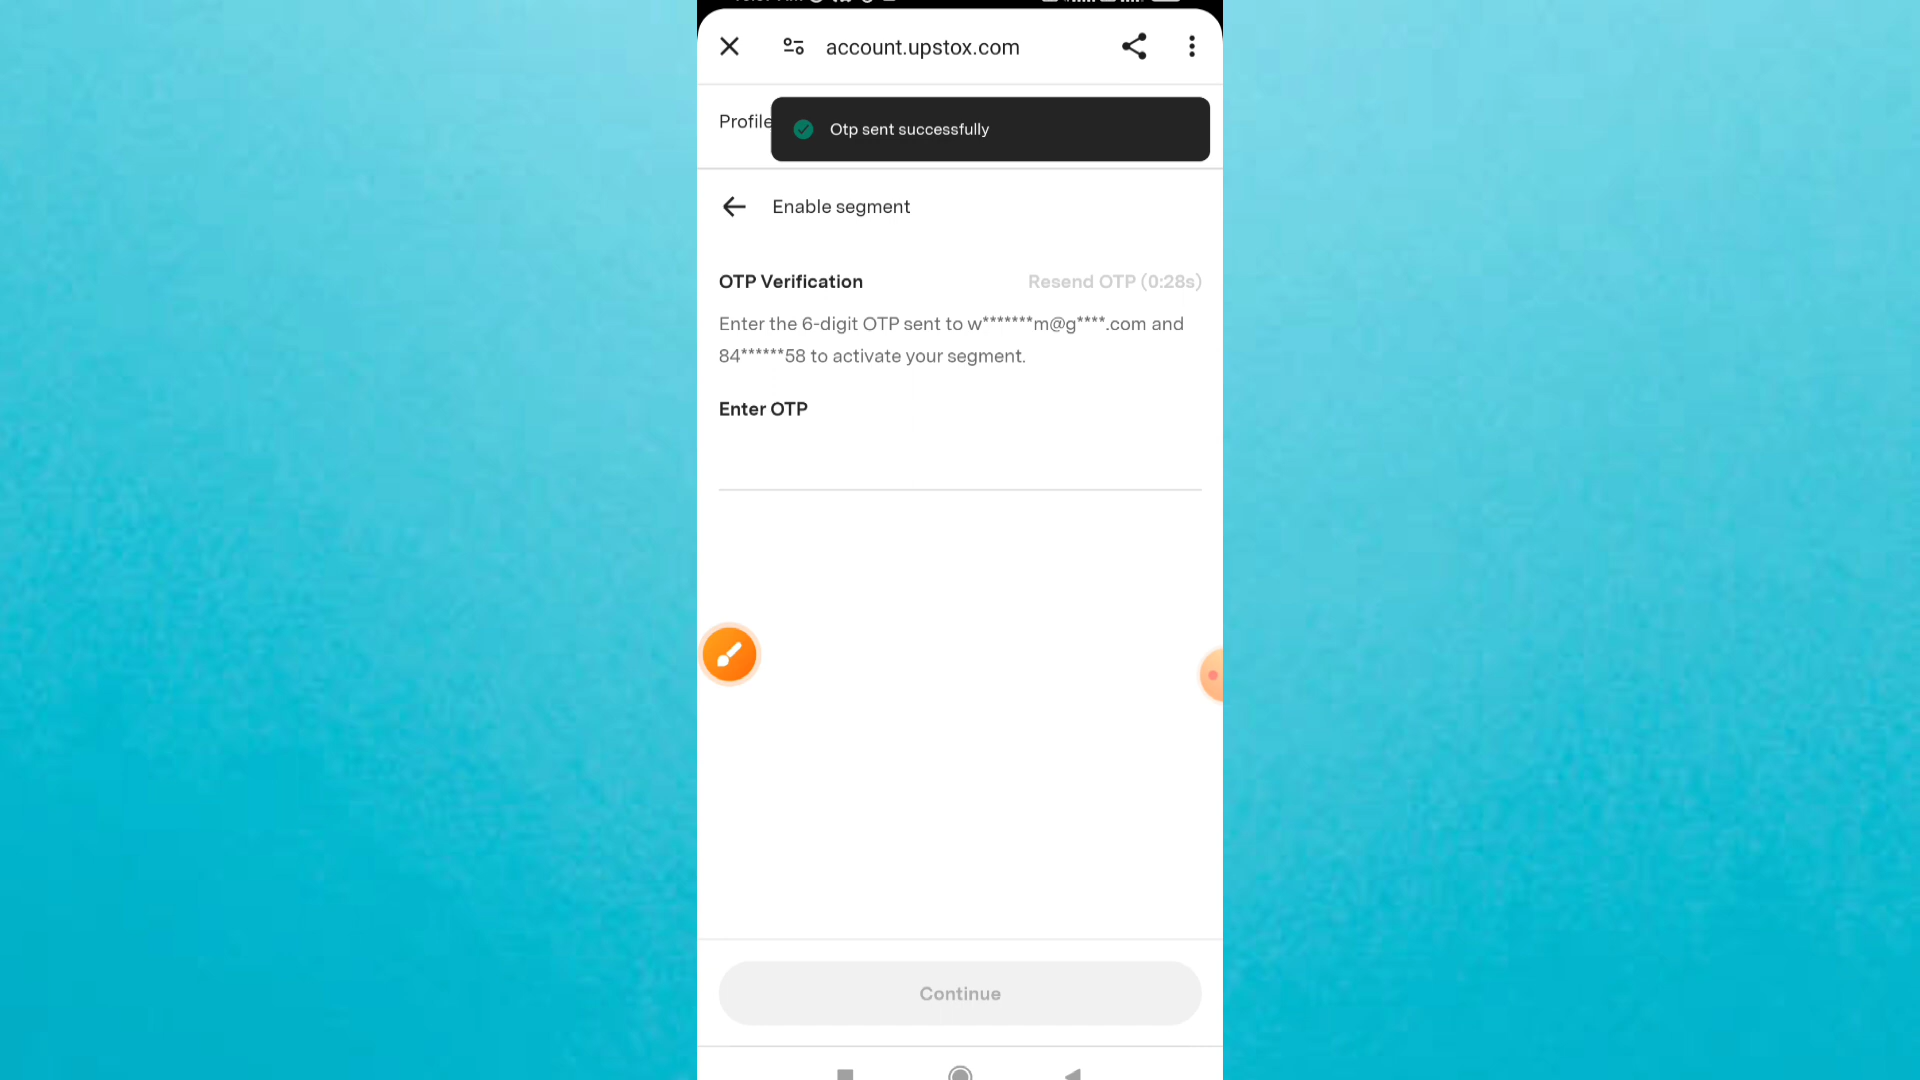 account.upstox.com
Profile
Otp sent successfully
Enable segment
OTP Verification
Resend OTP (0:28s)
Enter the 6-digit OTP sent to w*******m@g****.com and
84******58 to activate your segment.
Enter OTP
Continue